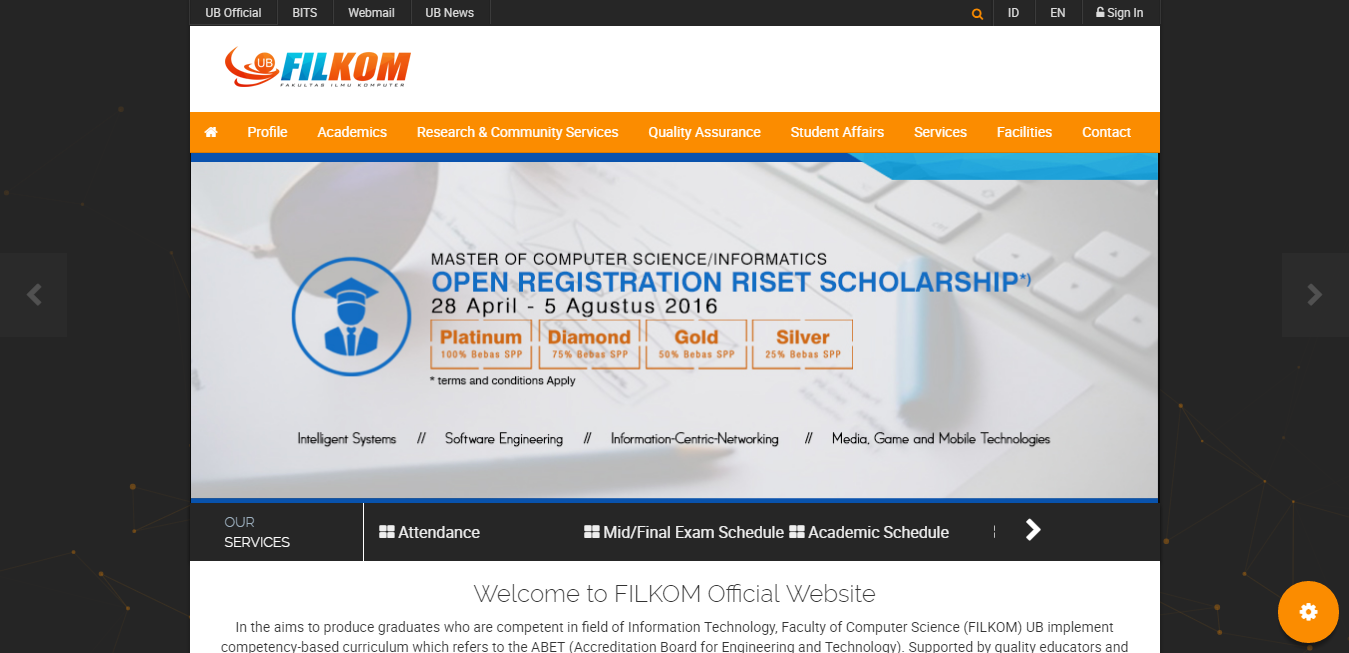 UB Official BITS Webmail UB News ID EN Sign In
UB FILKOM
FAKULTAS ILMU KOMPUTER
Profile Academics Research & Community Services Quality Assurance Student Affairs Services Facilities Contact
MASTER OF COMPUTER SCIENCE/INFORMATICS
OPEN REGISTRATION RISET SCHOLARSHIP*)
28 April - 5 Agustus 2016
Platinum Diamond Gold Silver
100% Bebas SPP 75% Bebas SPP 50% Bebas SPP 25% Bebas SPP
* terms and conditions Apply
Intelligent Systems // Software Engineering // Information-Centric-Networking // Media, Game and Mobile Technologies
OUR
SERVICES
Attendance Mid/Final Exam Schedule Academic Schedule
Welcome to FILKOM Official Website
In the aims to produce graduates who are competent in field of Information Technology, Faculty of Computer Science (FILKOM) UB implement
competency-based curriculum which refers to the ABET (Accreditation Board for Engineering and Technology). Supported by quality educators and